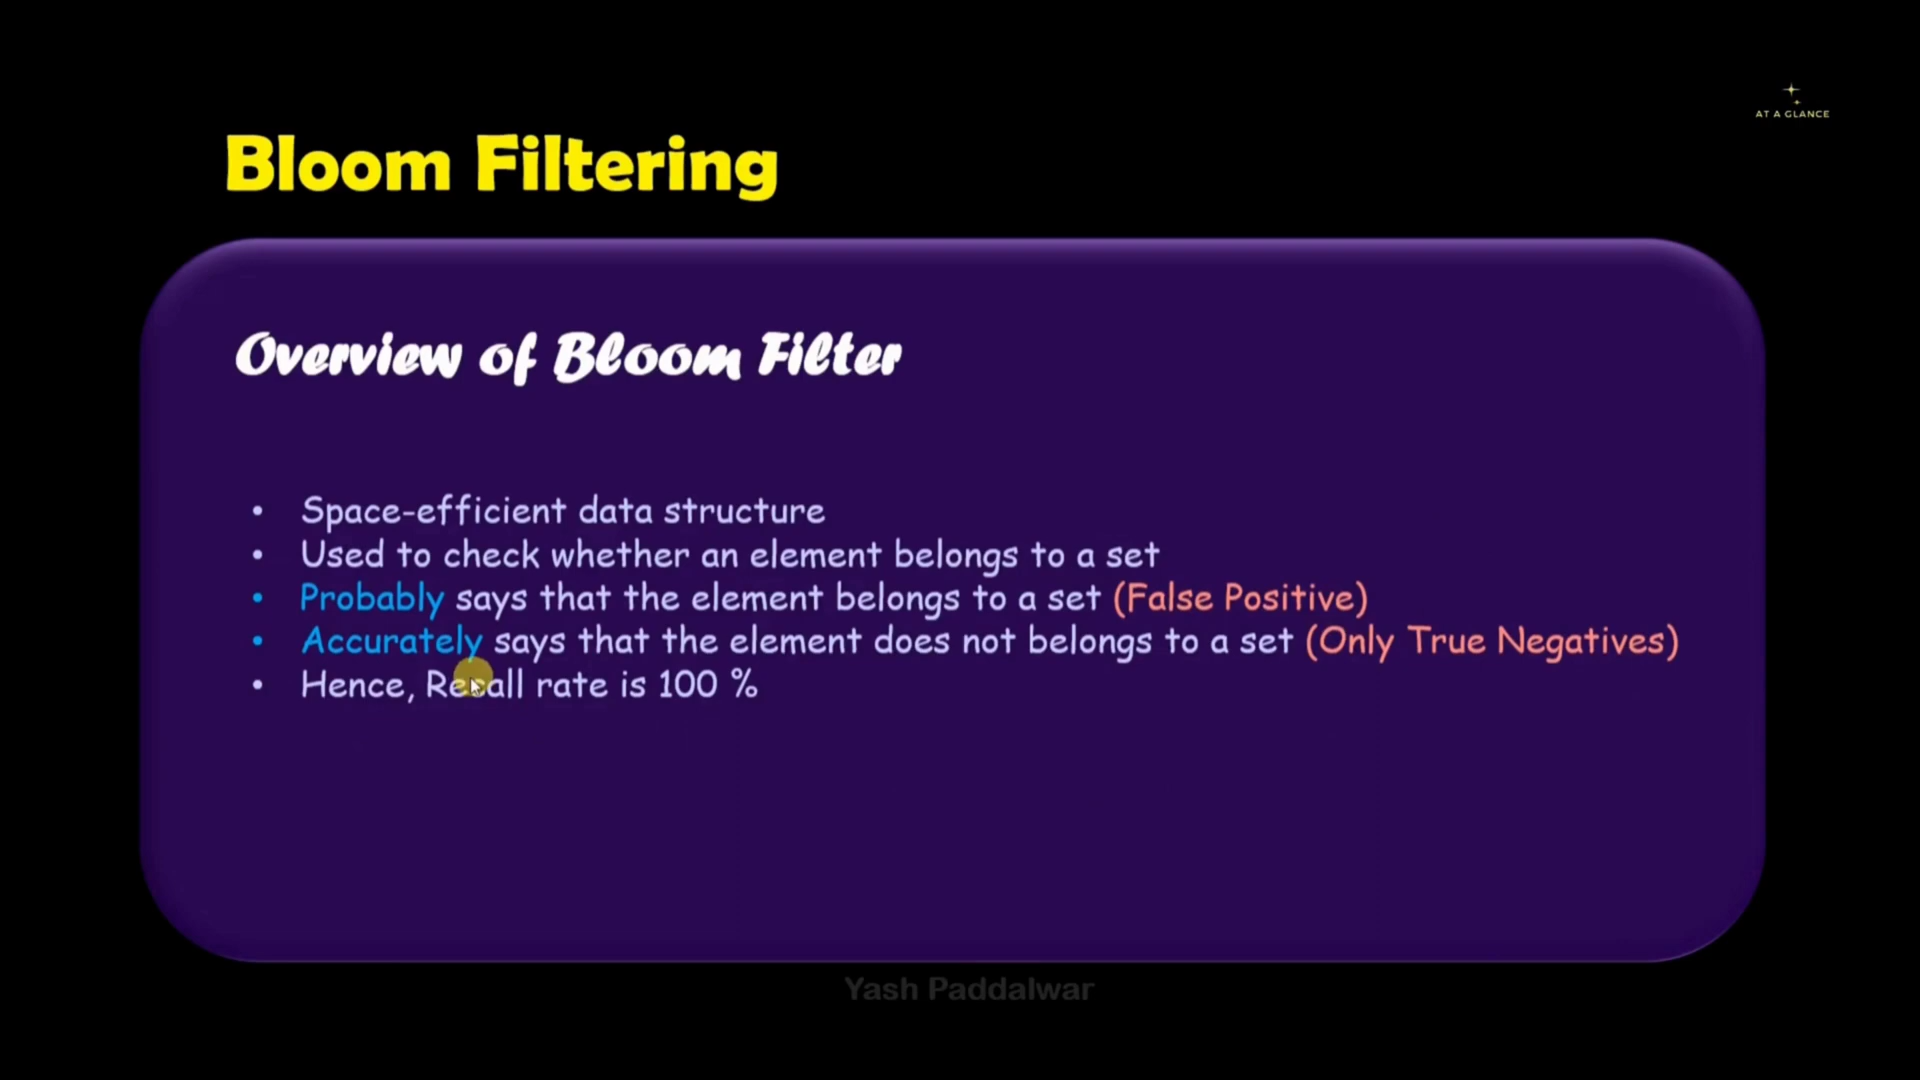 AT A GLANCE
Bloom Filtering
Overview of Bloom Filter
• Space-efficient data structure
• Used to check whether an element belongs to a set
• Probably says that the element belongs to a set (False Positive)
• Accurately says that the element does not belongs to a set (Only True Negatives)
• Hence, Recall rate is 100 %
Yash Paddalwar